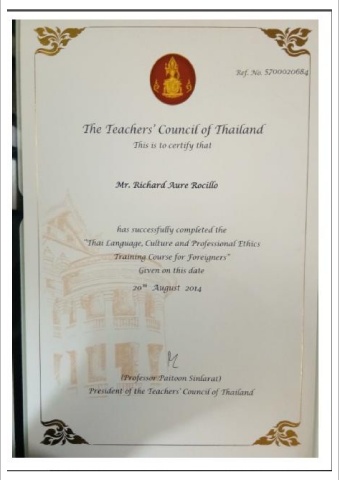 Ref. No. 5700020684
The Teachers' Council of Thailand
This is to certify that
Mr. Richard Aure Rocillo
has successfully completed the
"Thai Language, Culture and Professional Ethics
Training Course for Foreigners"
Given on this date
20th August 2014
(Professor Paitoon Sinlarat)
President of the Teachers' Council of Thailand